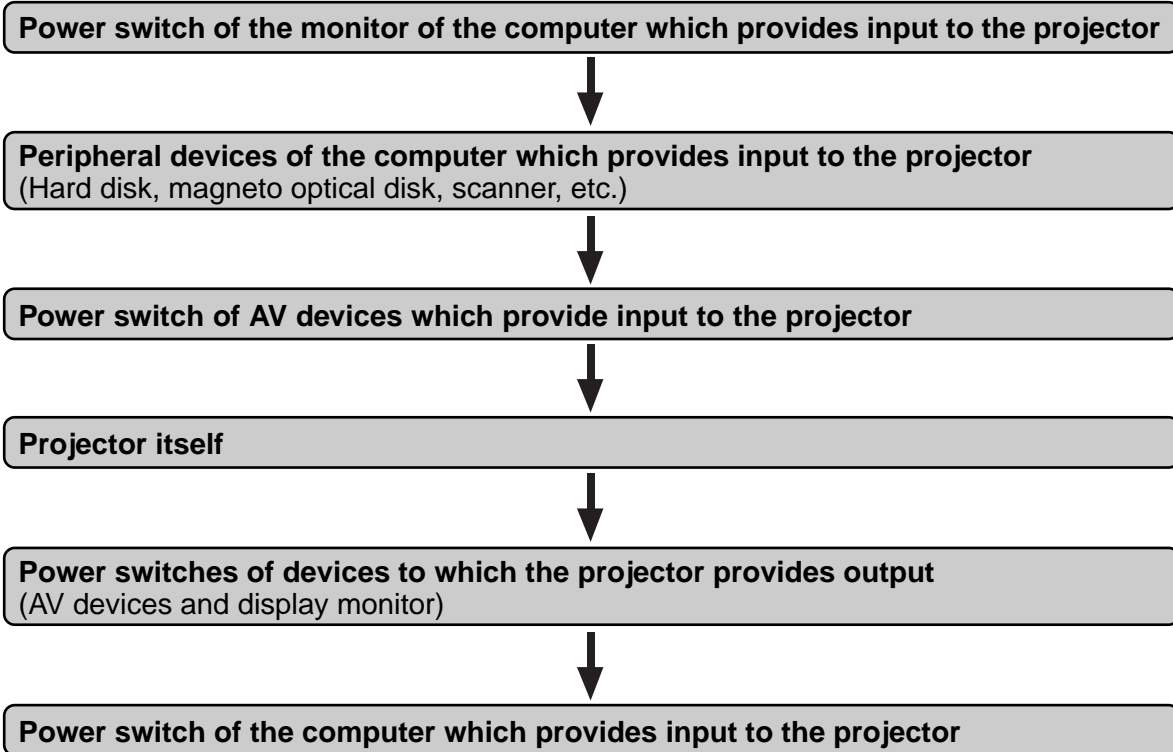 Power switch of the monitor of the computer which provides input to the projector
Peripheral devices of the computer which provides input to the projector
(Hard disk, magneto optical disk, scanner, etc.)
Power switch of AV devices which provide input to the projector
Projector itself
Power switches of devices to which the projector provides output
(AV devices and display monitor)
Power switch of the computer which provides input to the projector